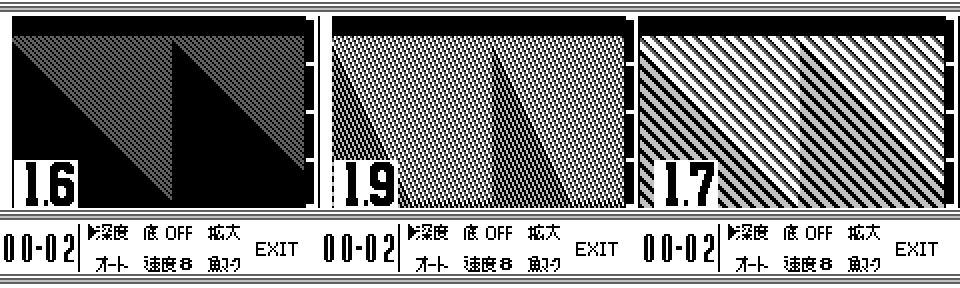 1.6
1.9
1.7
00-02 ▶深度 底 OFF 拡大 EXIT
オート 速度8 魚マーク
00-02 ▶深度 底 OFF 拡大 EXIT
オート 速度8 魚マーク
00-02 ▶深度 底 OFF 拡大 EXIT
オート 速度8 魚マーク